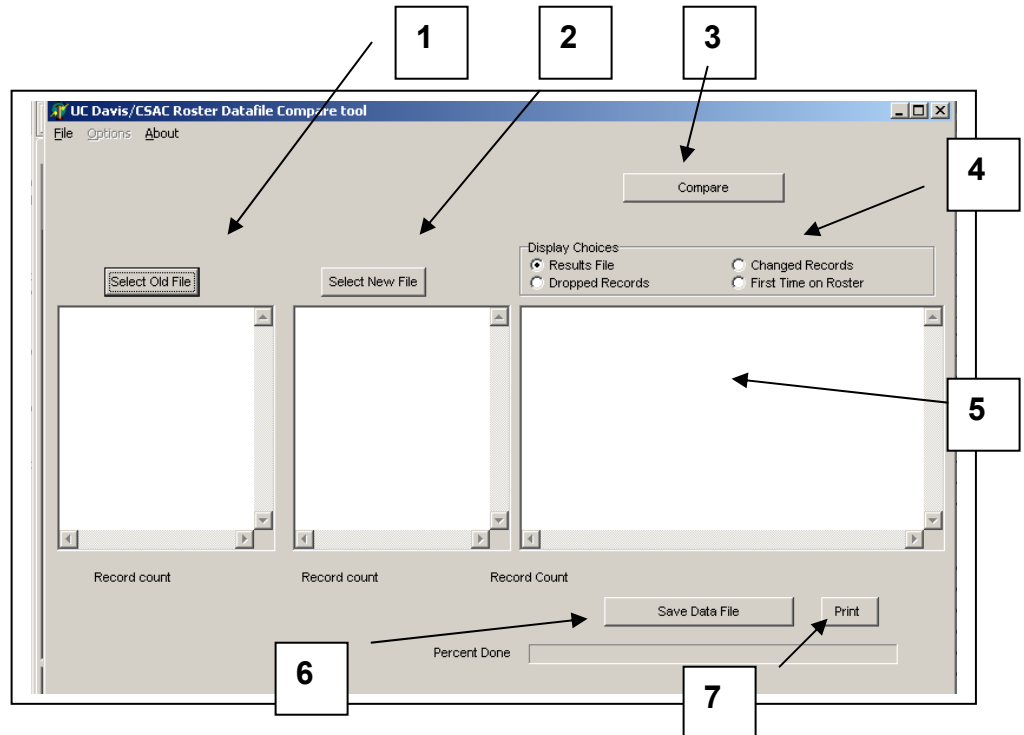 1 2 3
UC Davis/CSAC Roster Datafile Compare tool
File Options About
4
Compare
Display Choices
Results File Changed Records
Dropped Records First Time on Roster
Select Old File Select New File
5
Record count Record count Record Count
Save Data File Print
Percent Done
6
7